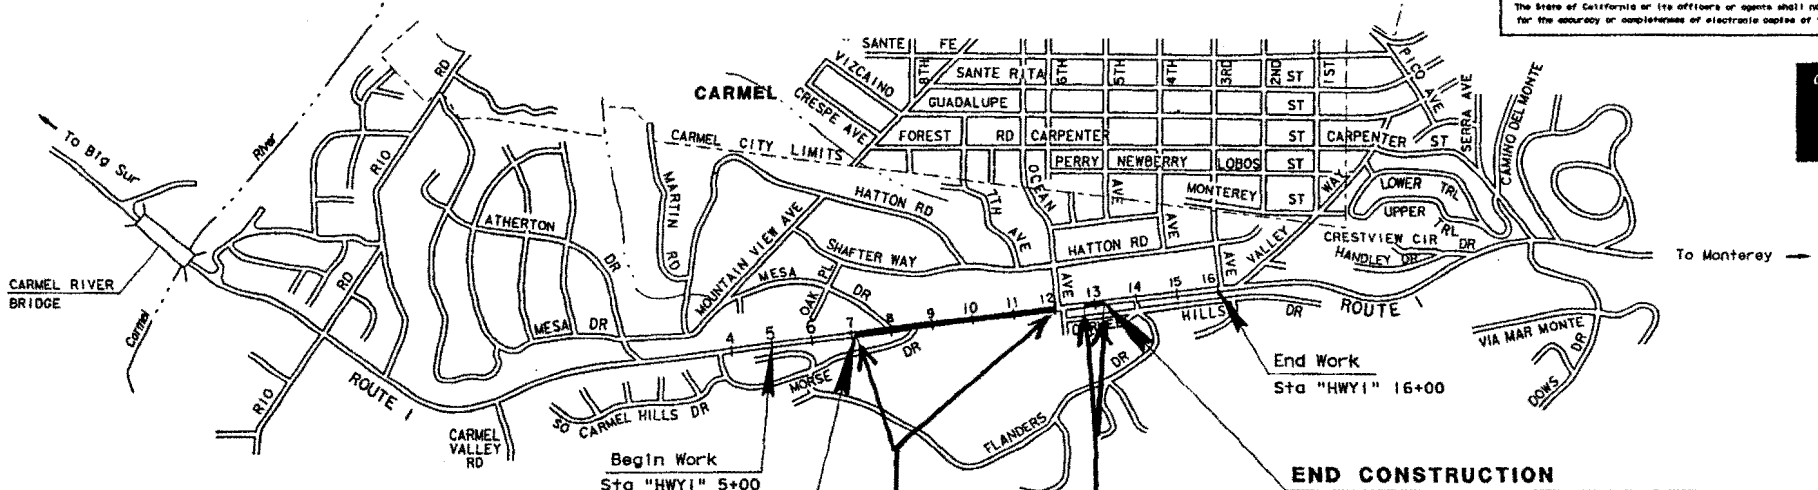 The State of California or its officers or agents shall
for the accuracy or completeness of electronic copies of
SANTE FE
VIZCAINO
CRESPE AVE
8TH
SANTE RITA
6TH
5TH
4TH
3RD
2ND
ST
1ST
PICO AVE
SERRA AVE
CAMINO DEL MONTE
CARMEL
GUADALUPE
ST
FOREST RD
CARPENTER
ST
CARPENTER ST
CARMEL CITY LIMITS
PERRY
NEWBERRY
LOBOS
ST
OCEAN AVE
MONTEREY
ST
WAY
LOWER TRL
UPPER TRL
To Big Sur
River
RIO RD
MARTIN RD
HATTON RD
7TH AVE
AVE
AVE
HATTON RD
AVE
VALLEY
CRESTVIEW CIR
HANDLEY DR
DR
ATHERTON DR
MOUNTAIN VIEW AVE
SHAFTER WAY
MESA DR
OAK PL
CARMEL RIVER
BRIDGE
Carmel
RIO RD
MESA DR
4
5
6
7
8
9
10
11
12
13
14
15
16
HILLS DR
ROUTE 1
To Monterey
VIA MAR MONTE
DOWS DR
ROUTE 1
CARMEL
VALLEY
RD
SO CARMEL HILLS DR
MORSE DR
FLANDERS DR
Begin Work
Sta "HWY1" 5+00
End Work
Sta "HWY1" 16+00
END CONSTRUCTION